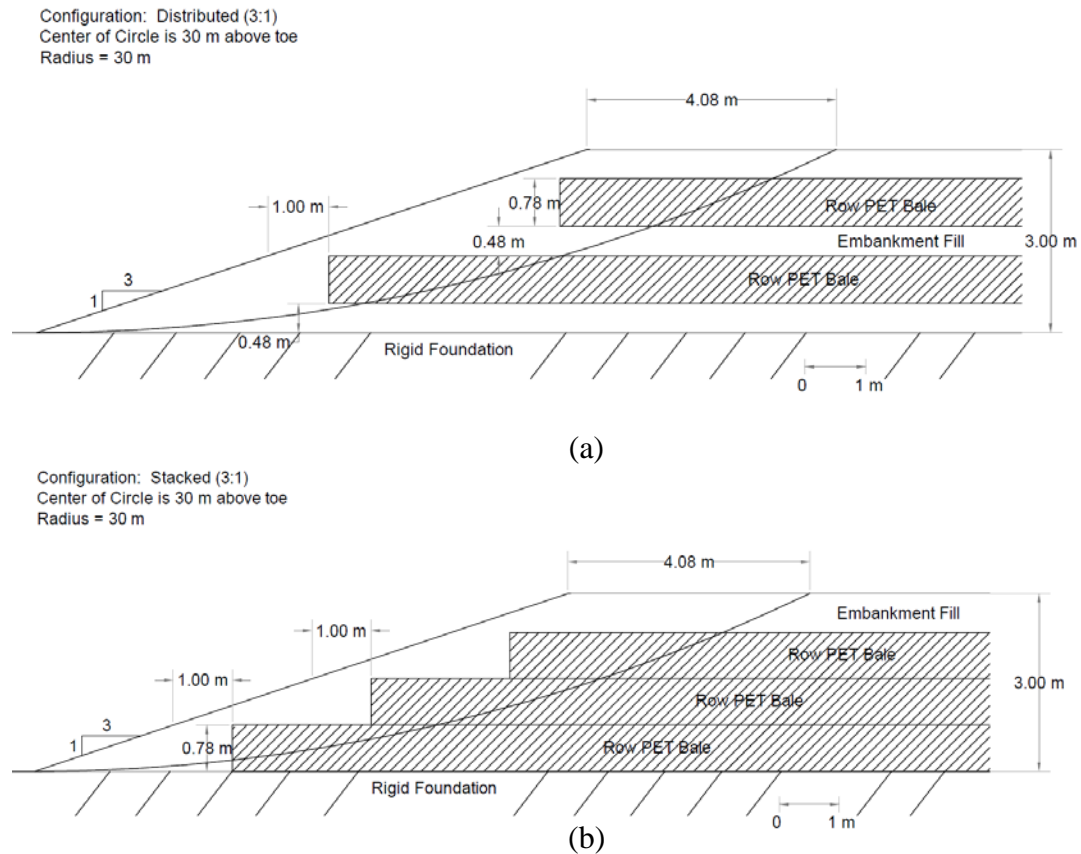 Configuration: Distributed (3:1)
Center of Circle is 30 m above toe
Radius = 30 m
4.08 m
1.00 m
0.78 m
Row PET Bale
0.48 m
Embankment Fill
3.00 m
3
1
Row PET Bale
0.48 m
Rigid Foundation
0 1 m
(a)
Configuration: Stacked (3:1)
Center of Circle is 30 m above toe
Radius = 30 m
4.08 m
Embankment Fill
1.00 m
Row PET Bale
1.00 m
3.00 m
Row PET Bale
3
1
0.78 m
Row PET Bale
Rigid Foundation
0 1 m
(b)